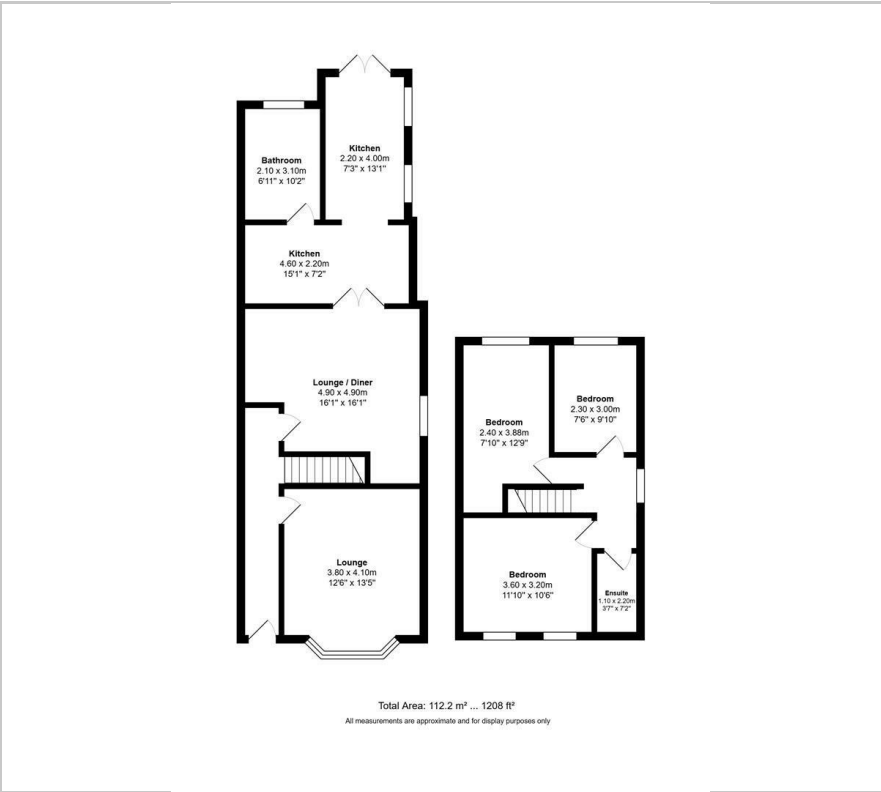 Kitchen
2.20 x 4.00m
7'3" x 13'1"
Bathroom
2.10 x 3.10m
6'11" x 10'2"
Kitchen
4.60 x 2.20m
15'1" x 7'2"
Lounge / Diner
4.90 x 4.90m
16'1" x 16'1"
Lounge
3.80 x 4.10m
12'6" x 13'5"
Bedroom
2.30 x 3.00m
7'6" x 9'10"
Bedroom
2.40 x 3.88m
7'10" x 12'9"
Bedroom
3.60 x 3.20m
11'10" x 10'6"
Ensuite
1.10 x 2.20m
3'7" x 7'2"
Total Area: 112.2 m² ... 1208 ft²
All measurements are approximate and for display purposes only